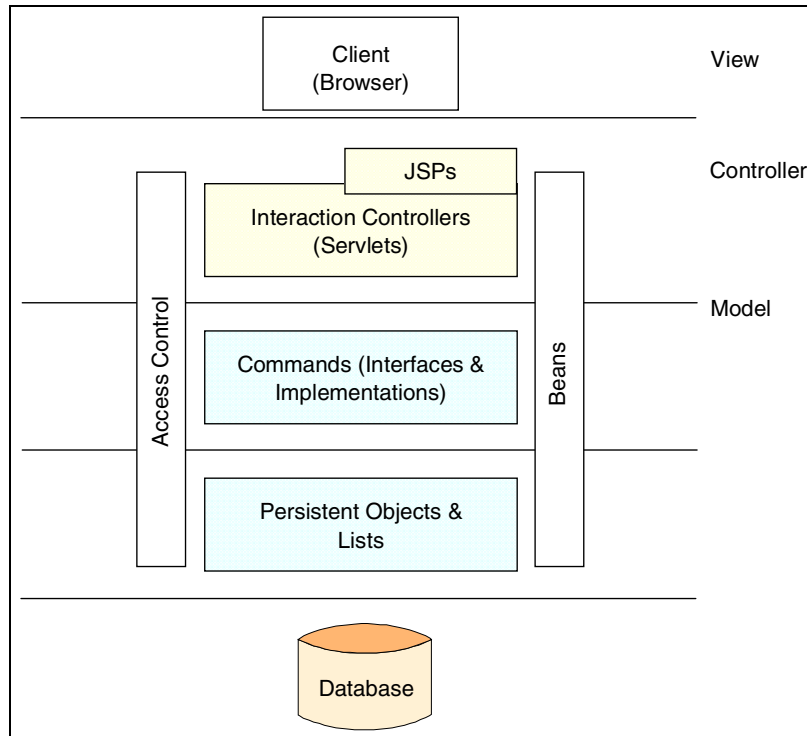 Client
(Browser)
View
JSPs
Controller
Interaction Controllers
(Servlets)
Model
Access Control
Commands (Interfaces &
Implementations)
Beans
Persistent Objects &
Lists
Database